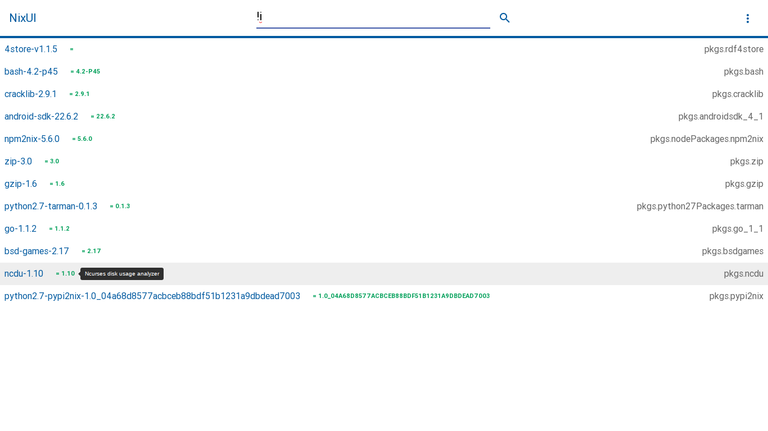 NixUI
!i
4store-v1.1.5 =
pkgs.rdf4store
bash-4.2-p45 = 4.2-P45
pkgs.bash
cracklib-2.9.1 = 2.9.1
pkgs.cracklib
android-sdk-22.6.2 = 22.6.2
pkgs.androidsdk_4_1
npm2nix-5.6.0 = 5.6.0
pkgs.nodePackages.npm2nix
zip-3.0 = 3.0
pkgs.zip
gzip-1.6 = 1.6
pkgs.gzip
python2.7-tarman-0.1.3 = 0.1.3
pkgs.python27Packages.tarman
go-1.1.2 = 1.1.2
pkgs.go_1_1
bsd-games-2.17 = 2.17
pkgs.bsdgames
ncdu-1.10 = 1.10 Ncurses disk usage analyzer
pkgs.ncdu
python2.7-pypi2nix-1.0_04a68d8577acbceb88bdf51b1231a9dbdead7003 = 1.0_04A68D8577ACBCEB88BDF51B1231A9DBDEAD7003
pkgs.pypi2nix